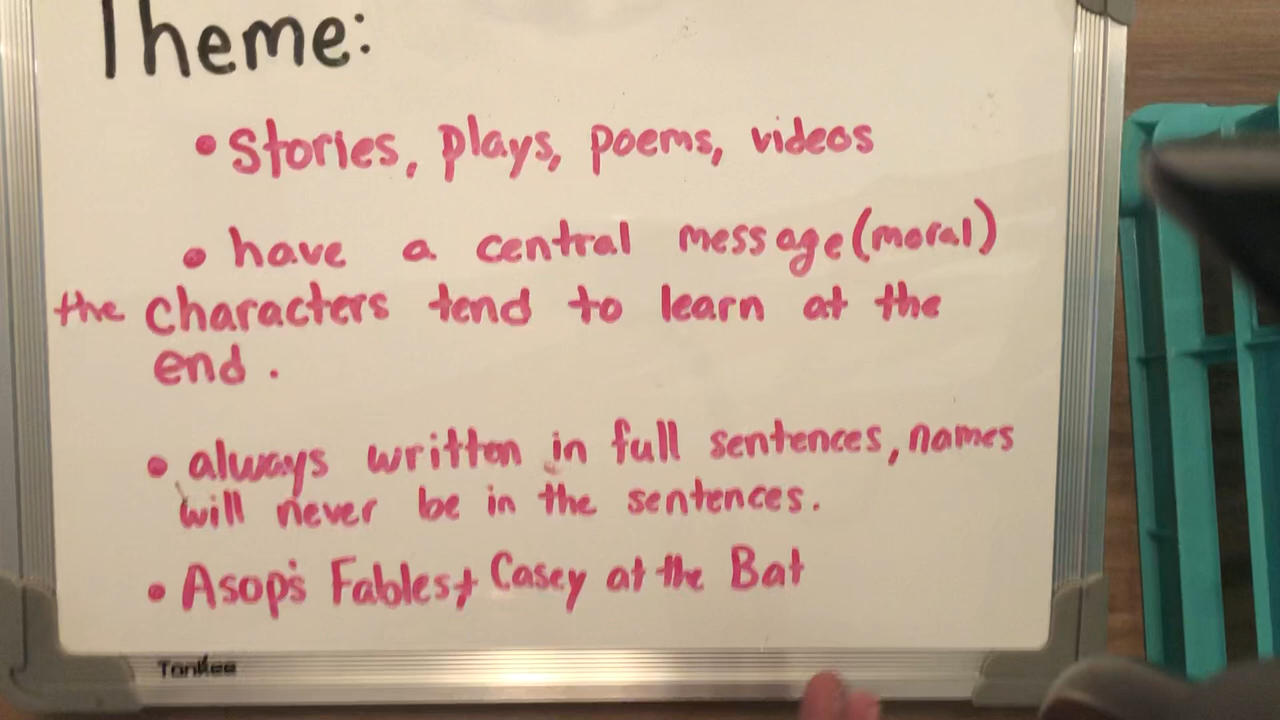 Theme:
• Stories, plays, poems, videos
• have a central message (moral)
the characters tend to learn at the
end.
• always written in full sentences, names
will never be in the sentences.
• Asop's Fables + Casey at the Bat
Tankee